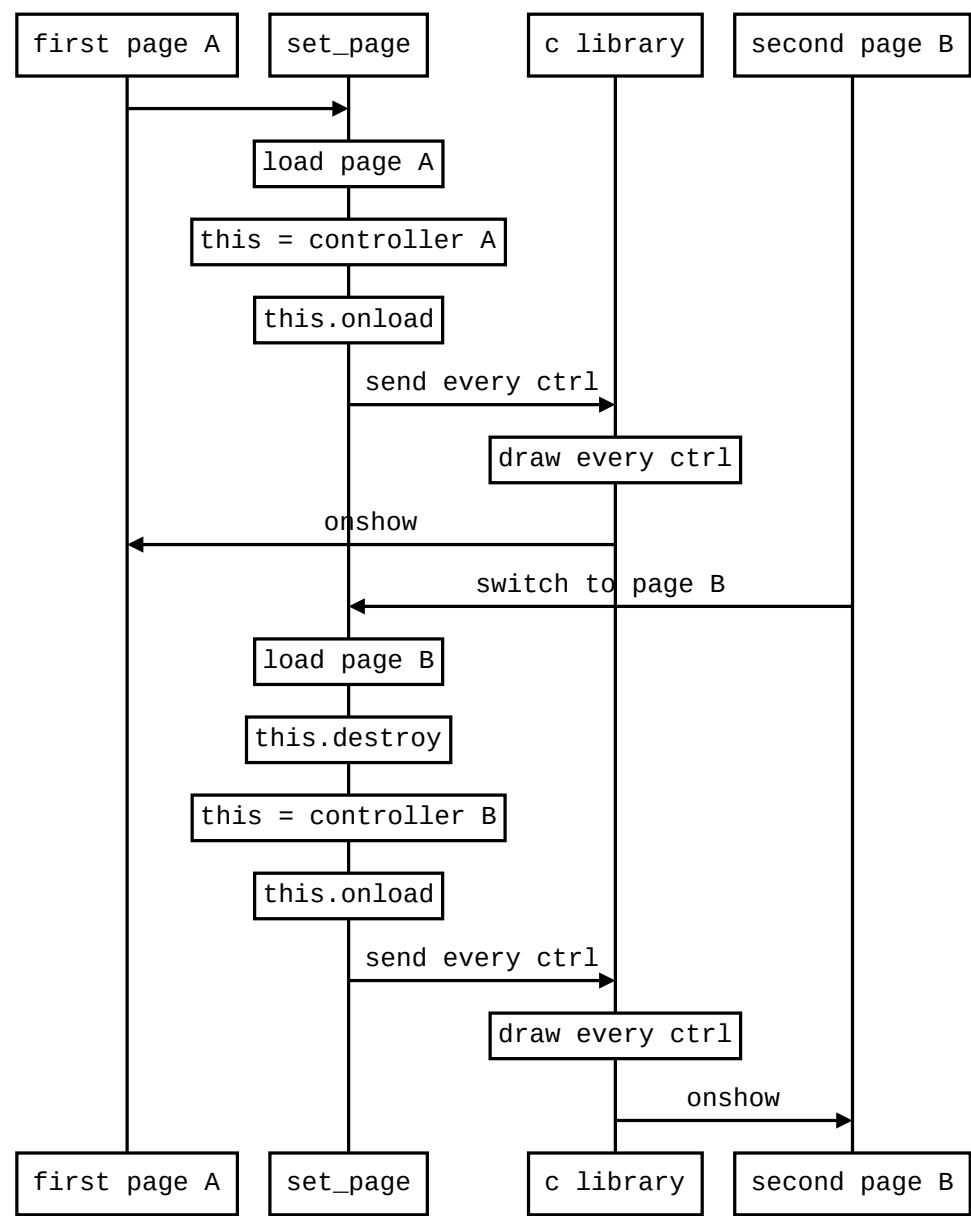 first page A
set_page
c library
second page B
load page A
this = controller A
this.onload
send every ctrl
draw every ctrl
onshow
switch to page B
load page B
this.destroy
this = controller B
this.onload
send every ctrl
draw every ctrl
onshow
first page A
set_page
c library
second page B